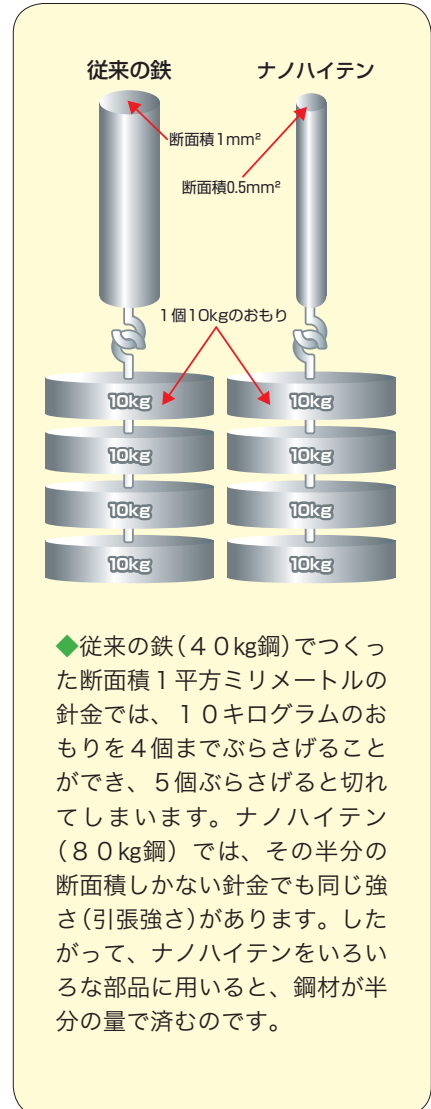 従来の鉄
ナノハイテン
断面積1mm²
断面積0.5mm²
1個10kgのおもり
10kg
10kg
10kg
10kg
10kg
10kg
10kg
10kg
◆従来の鉄(４０kg鋼)でつくっ
た断面積１平方ミリメートルの
針金では、１０キログラムのお
もりを４個までぶらさげること
ができ、５個ぶらさげると切れ
てしまいます。ナノハイテン
(８０kg鋼) では、その半分の
断面積しかない針金でも同じ強
さ(引張強さ)があります。した
がって、ナノハイテンをいろい
ろな部品に用いると、鋼材が半
分の量で済むのです。